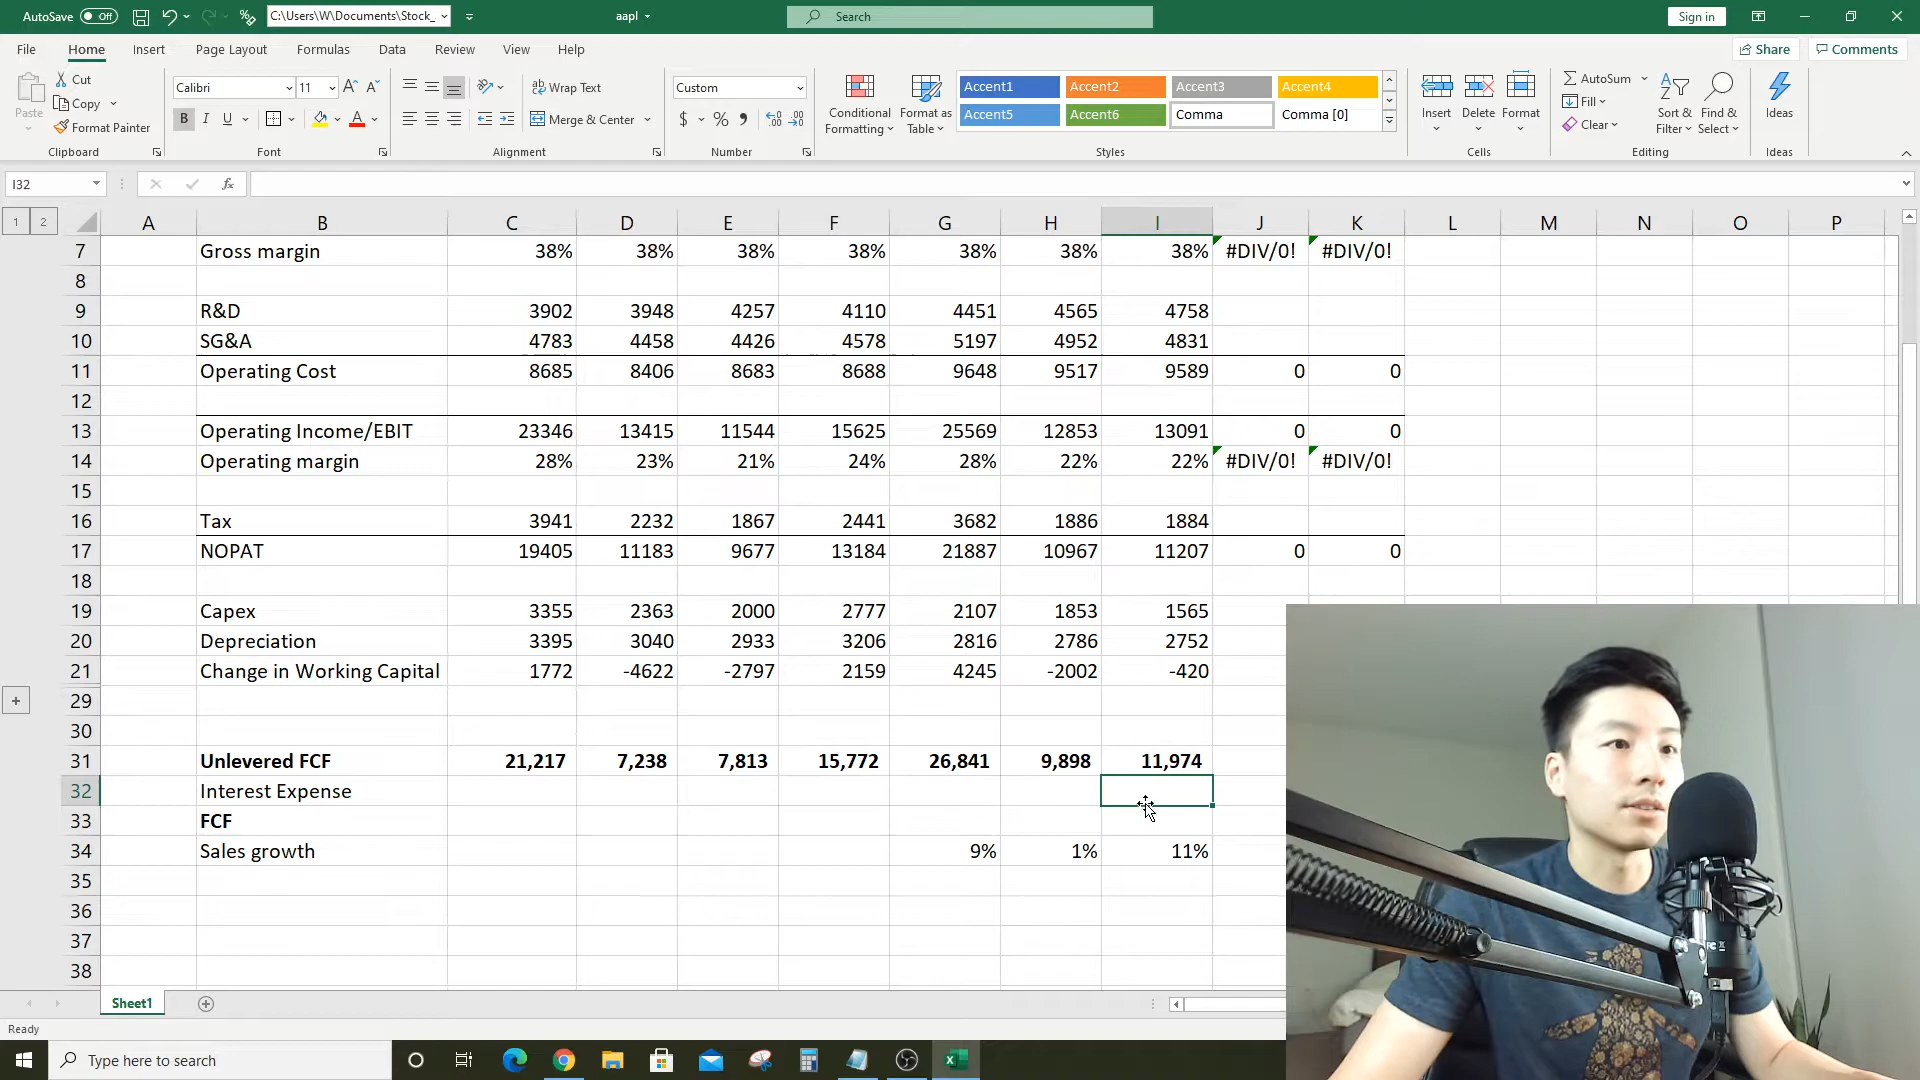 AutoSave Off C:\Users\W\Documents\Stock_ aapl Search Sign in
File Home Insert Page Layout Formulas Data Review View Help Share Comments
Paste Cut Copy Format Painter Clipboard
Calibri 11 B I U A Font
Wrap Text Merge & Center Alignment
Custom $ % Number
Conditional Formatting Format as Table Accent1 Accent2 Accent3 Accent4
Accent5 Accent6 Comma Comma [0] Styles
Insert Delete Format Cells
AutoSum Fill Clear Sort & Filter Find & Select Editing
Ideas Ideas
I32 fx
1 2 A B C D E F G H I J K L M N O P
7 Gross margin 38% 38% 38% 38% 38% 38% 38% #DIV/0! #DIV/0!
8
9 R&D 3902 3948 4257 4110 4451 4565 4758
10 SG&A 4783 4458 4426 4578 5197 4952 4831
11 Operating Cost 8685 8406 8683 8688 9648 9517 9589 0 0
12
13 Operating Income/EBIT 23346 13415 11544 15625 25569 12853 13091 0 0
14 Operating margin 28% 23% 21% 24% 28% 22% 22% #DIV/0! #DIV/0!
15
16 Tax 3941 2232 1867 2441 3682 1886 1884
17 NOPAT 19405 11183 9677 13184 21887 10967 11207 0 0
18
19 Capex 3355 2363 2000 2777 2107 1853 1565
20 Depreciation 3395 3040 2933 3206 2816 2786 2752
21 Change in Working Capital 1772 -4622 -2797 2159 4245 -2002 -420
29
30
31 Unlevered FCF 21,217 7,238 7,813 15,772 26,841 9,898 11,974
32 Interest Expense
33 FCF
34 Sales growth 9% 1% 11%
35
36
37
38
Sheet1
Ready
Type here to search